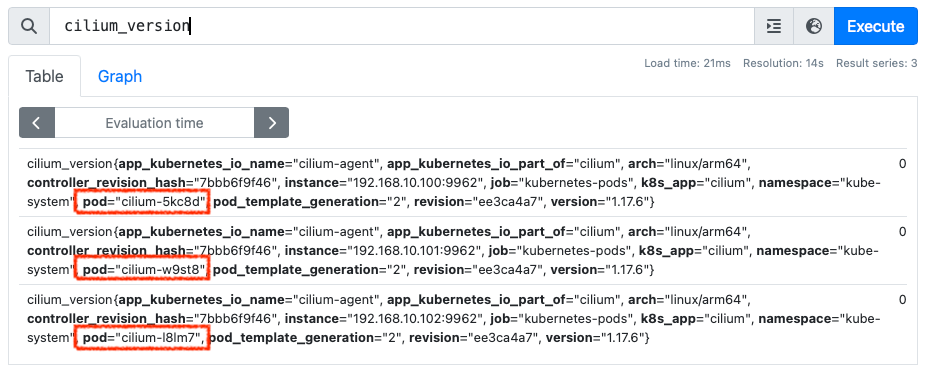 cilium_version
Execute
Load time: 21ms Resolution: 14s Result series: 3
Table
Graph
Evaluation time
cilium_version{app_kubernetes_io_name="cilium-agent", app_kubernetes_io_part_of="cilium", arch="linux/arm64", 0
controller_revision_hash="7bbb6f9f46", instance="192.168.10.100:9962", job="kubernetes-pods", k8s_app="cilium", namespace="kube-
system", pod="cilium-5kc8d", pod_template_generation="2", revision="ee3ca4a7", version="1.17.6"}
cilium_version{app_kubernetes_io_name="cilium-agent", app_kubernetes_io_part_of="cilium", arch="linux/arm64", 0
controller_revision_hash="7bbb6f9f46", instance="192.168.10.101:9962", job="kubernetes-pods", k8s_app="cilium", namespace="kube-
system", pod="cilium-w9st8", pod_template_generation="2", revision="ee3ca4a7", version="1.17.6"}
cilium_version{app_kubernetes_io_name="cilium-agent", app_kubernetes_io_part_of="cilium", arch="linux/arm64", 0
controller_revision_hash="7bbb6f9f46", instance="192.168.10.102:9962", job="kubernetes-pods", k8s_app="cilium", namespace="kube-
system", pod="cilium-l8lm7", pod_template_generation="2", revision="ee3ca4a7", version="1.17.6"}